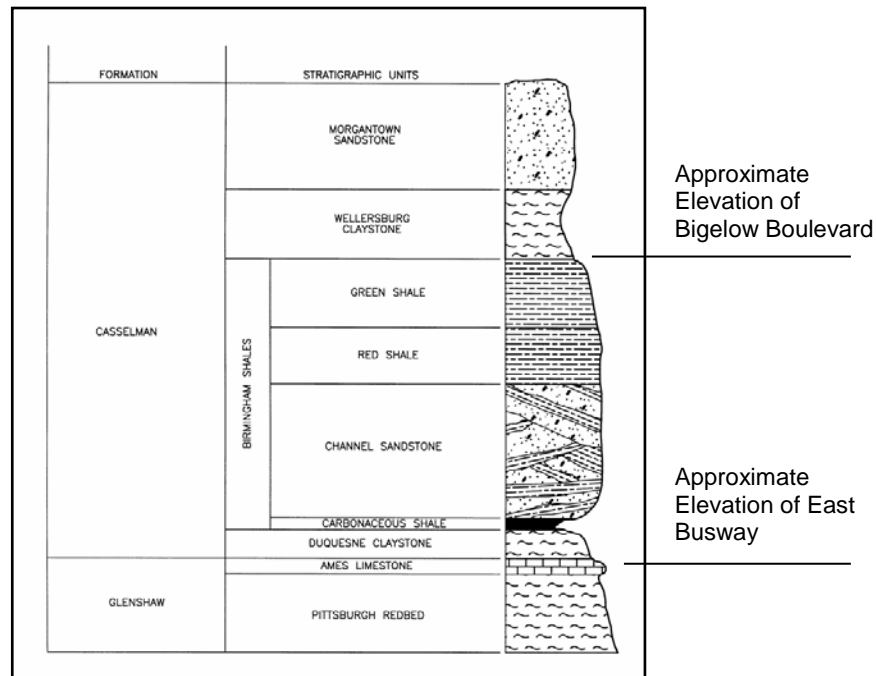 FORMATION
STRATIGRAPHIC UNITS
MORGANTOWN
SANDSTONE
Approximate
Elevation of
Bigelow Boulevard
WELLERSBURG
CLAYSTONE
CASSELMAN
BIRMINGHAM SHALES
GREEN SHALE
RED SHALE
CHANNEL SANDSTONE
CARBONACEOUS SHALE
DUQUESNE CLAYSTONE
Approximate
Elevation of East
Busway
GLENSHAW
AMES LIMESTONE
PITTSBURGH REDBED